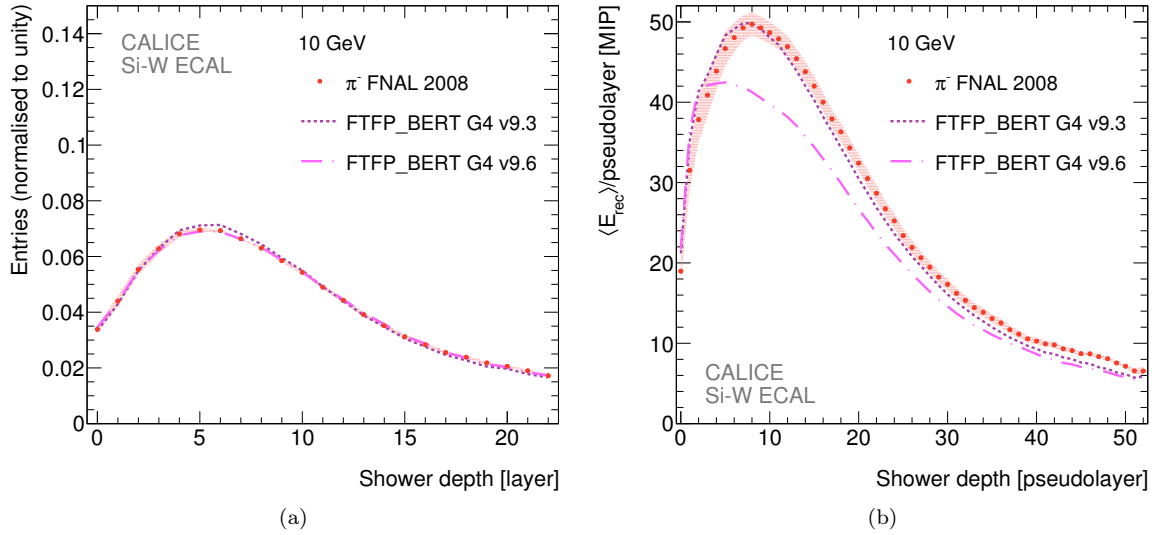 Entries (normalised to unity)
0.14
0.12
0.1
0.08
0.06
0.04
0.02
0
CALICE
Si-W ECAL
10 GeV
π⁻ FNAL 2008
FTFP_BERT G4 v9.3
FTFP_BERT G4 v9.6
0 5 10 15 20
Shower depth [layer]
(a)
⟨E_rec⟩/pseudolayer [MIP]
50
40
30
20
10
0
10 GeV
π⁻ FNAL 2008
FTFP_BERT G4 v9.3
FTFP_BERT G4 v9.6
CALICE
Si-W ECAL
0 10 20 30 40 50
Shower depth [pseudolayer]
(b)